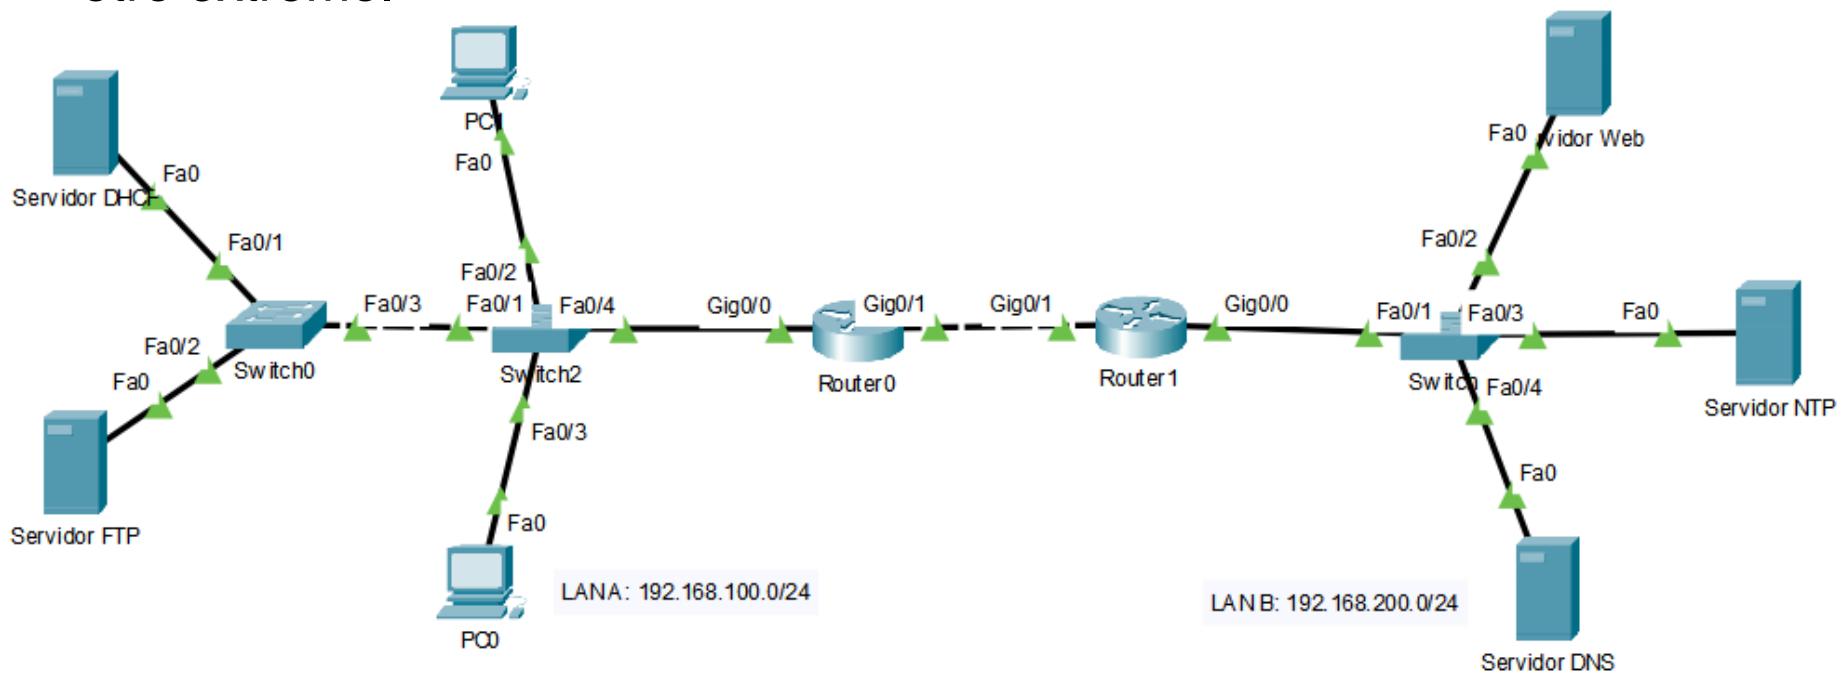 otro extremo.
PC1
Fa0
Servidor DHCP
Fa0
Fa0/1
Fa0/2
Fa0
Switch0
Servidor FTP
Fa0/3
Fa0/1
Fa0/2
Fa0/4
Switch2
Fa0/3
Fa0
PC0
LANA: 192.168.100.0/24
Gig0/0
Gig0/1
Router0
Gig0/1
Gig0/0
Router1
Fa0/1
Fa0/2
Fa0/3
Fa0/4
Switch
Fa0
vidor Web
Fa0
Servidor NTP
Fa0
Servidor DNS
LAN B: 192.168.200.0/24